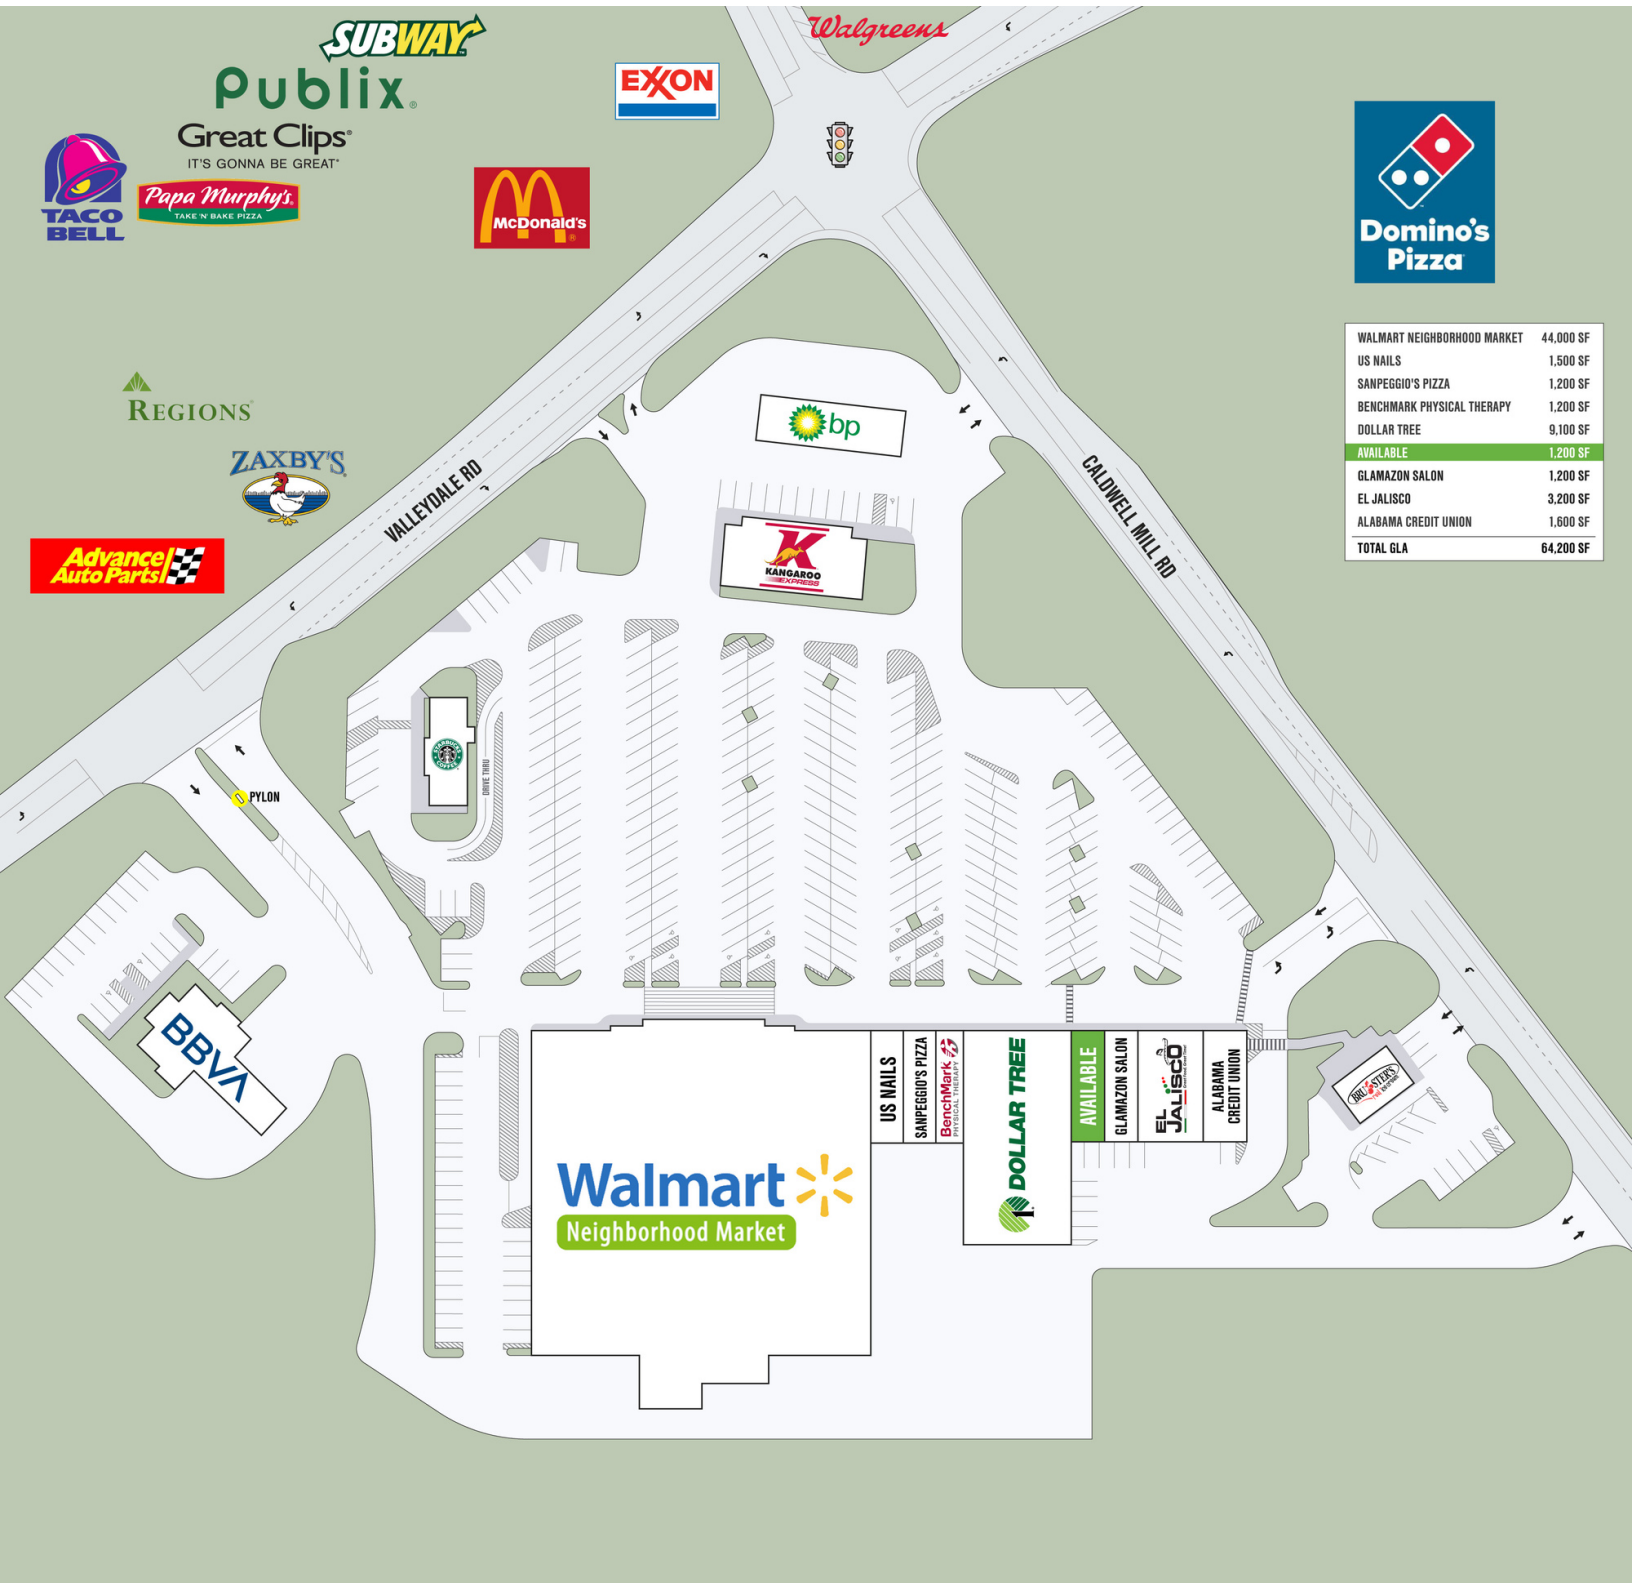 SUBWAY
Publix
Great Clips
IT'S GONNA BE GREAT
TACO
BELL
Papa Murphy's
TAKE 'N' BAKE PIZZA
EXXON
McDonald's
Walgreens
Domino's
Pizza
WALMART NEIGHBORHOOD MARKET 44,000 SF
US NAILS 1,500 SF
SANPEGGIO'S PIZZA 1,200 SF
BENCHMARK PHYSICAL THERAPY 1,200 SF
DOLLAR TREE 9,100 SF
AVAILABLE 1,200 SF
GLAMAZON SALON 1,200 SF
EL JALISCO 3,200 SF
ALABAMA CREDIT UNION 1,600 SF
TOTAL GLA 64,200 SF
REGIONS
ZAXBY'S
Advance
Auto Parts
VALLEYDALE RD
CALDWELL MILL RD
bp
K
KANGAROO
EXPRESS
STARBUCKS
COFFEE
DRIVE THRU
PYLON
BBVA
Walmart
Neighborhood Market
US NAILS
SANPEGGIO'S PIZZA
BenchMark
PHYSICAL THERAPY
DOLLAR TREE
AVAILABLE
GLAMAZON SALON
EL
JALISCO
ALABAMA
CREDIT UNION
BRUSTER'S